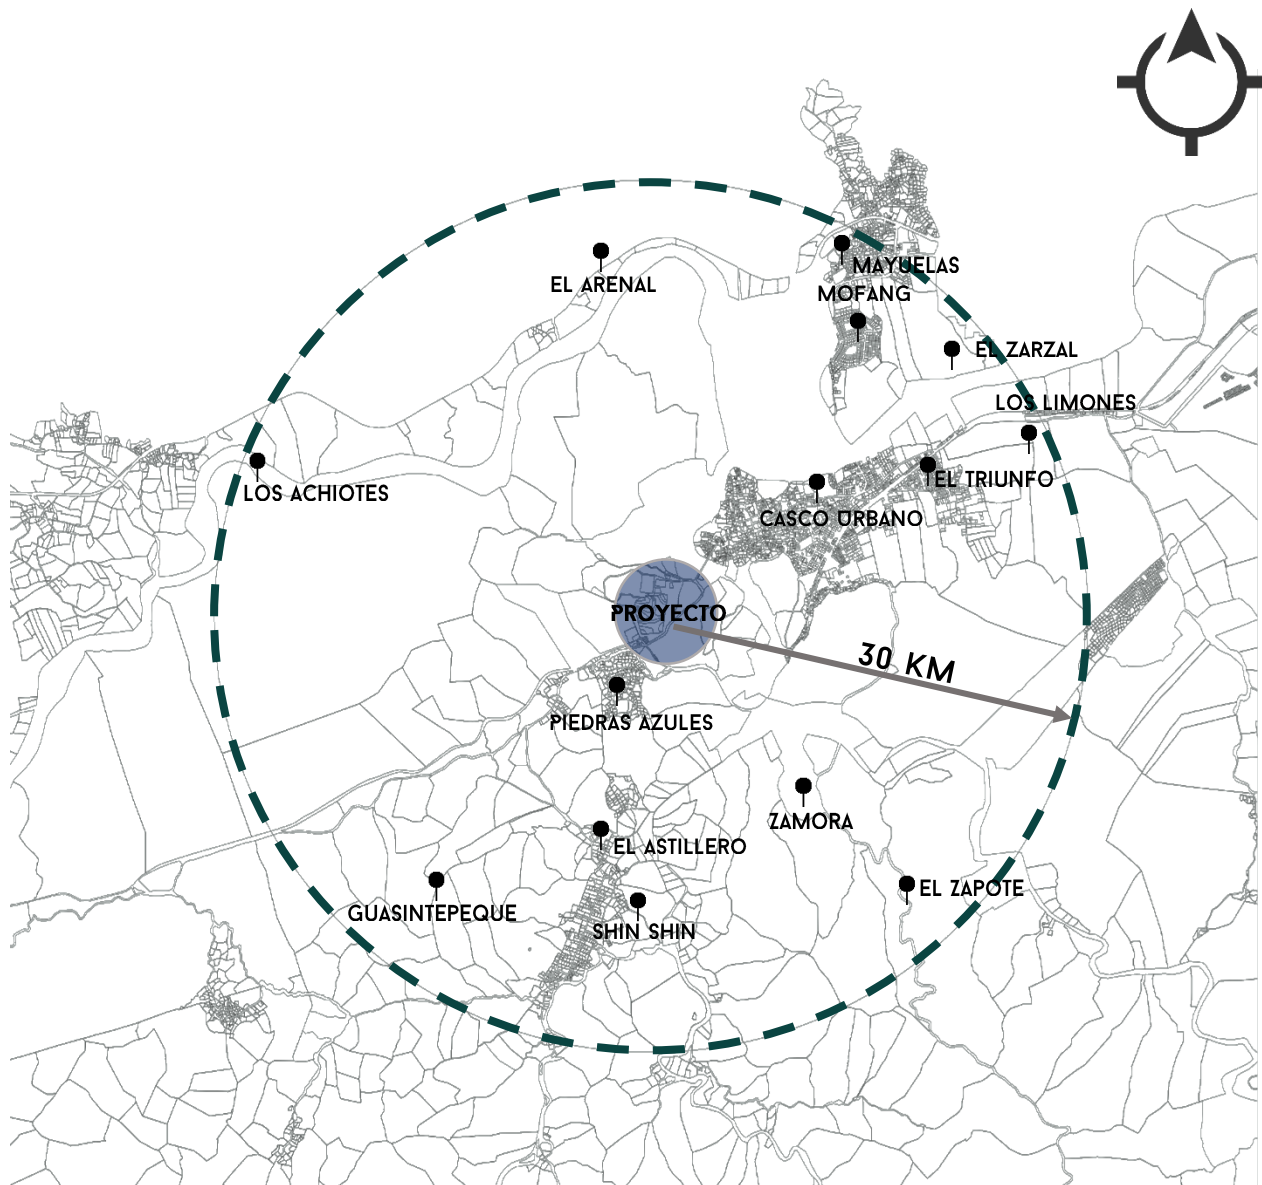 MAYUELAS
EL ARENAL
MOFANG
EL ZARZAL
LOS LIMONES
EL TRIUNFO
LOS ACHIOTES
CASCO URBANO
PROYECTO
30 KM
PIEDRAS AZULES
ZAMORA
EL ASTILLERO
EL ZAPOTE
GUASINTEPEQUE
SHIN SHIN